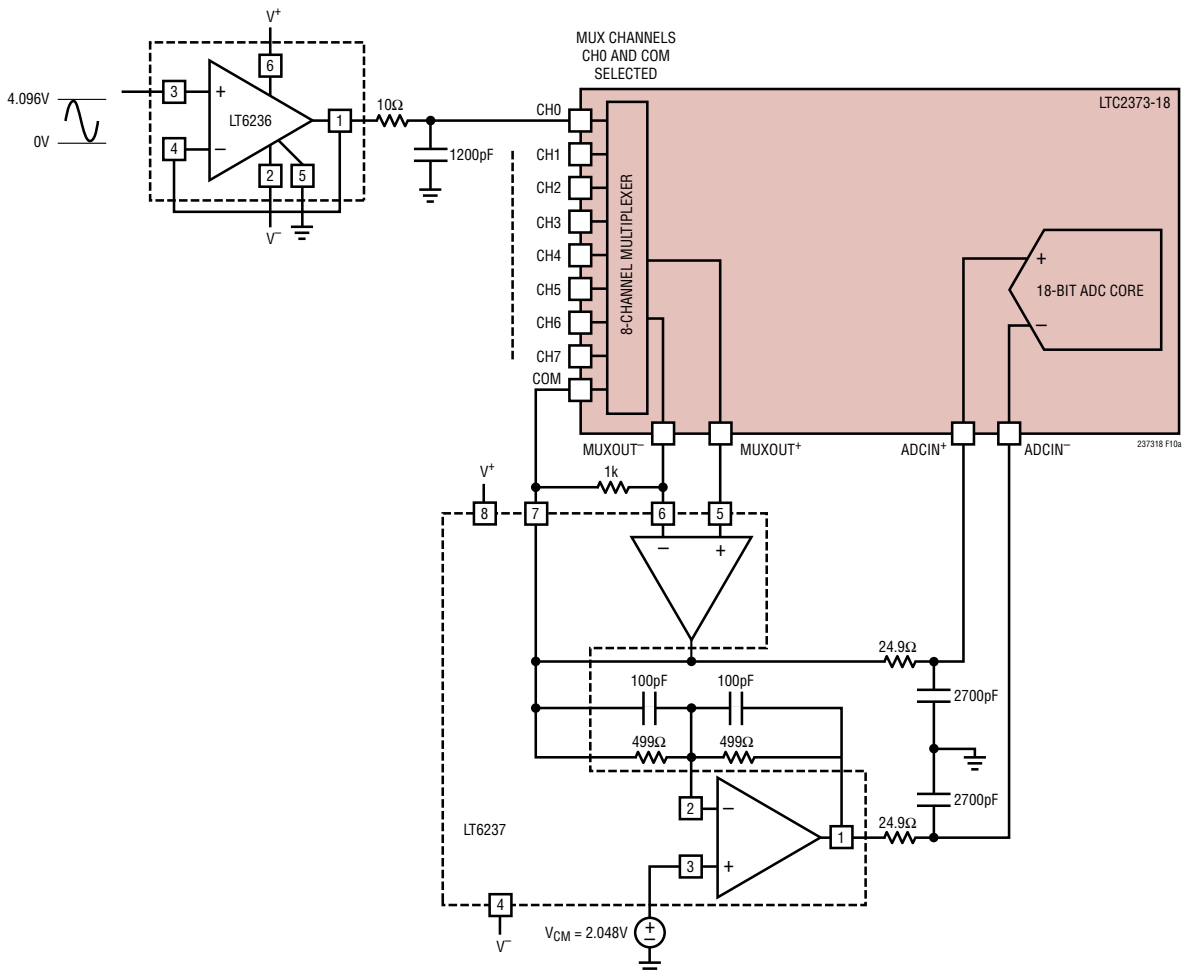 V+
MUX CHANNELS
CH0 AND COM
SELECTED
6
LTC2373-18
4.096V
0V
3
+
LT6236
1
10Ω
CH0
4
–
1200pF
CH1
2
5
CH2
V–
CH3
CH4
CH5
CH6
CH7
COM
8-CHANNEL MULTIPLEXER
+
18-BIT ADC CORE
–
MUXOUT–
MUXOUT+
ADCIN+
ADCIN–
237318 F10a
1k
V+
8
7
6
5
–
+
24.9Ω
100pF
100pF
2700pF
499Ω
499Ω
2
–
2700pF
LT6237
24.9Ω
1
3
+
4
V–
VCM = 2.048V
+
–